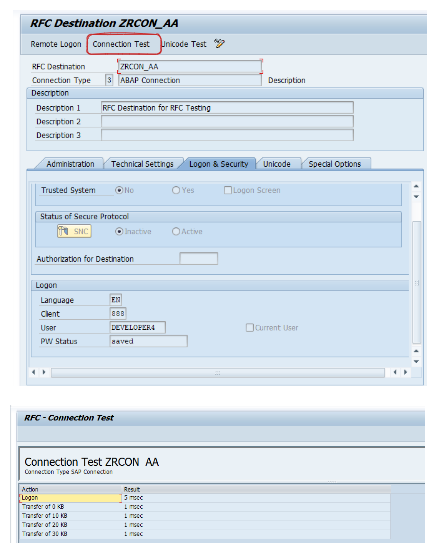 RFC Destination ZRCON_AA
Remote Logon Connection Test Unicode Test
RFC Destination ZRCON_AA
Connection Type 3 ABAP Connection Description
Description
Description 1 RFC Destination for RFC Testing
Description 2
Description 3
Administration Technical Settings Logon & Security Unicode Special Options
Trusted System No Yes Logon Screen
Status of Secure Protocol
SNC Inactive Active
Authorization for Destination
Logon
Language EN
Client 888
User DEVELOPER4 Current User
PW Status saved
RFC - Connection Test
Connection Test ZRCON_AA
Connection Type SAP Connection
Action Result
Logon 5 msec
Transfer of 0 KB 1 msec
Transfer of 10 KB 1 msec
Transfer of 20 KB 1 msec
Transfer of 30 KB 1 msec